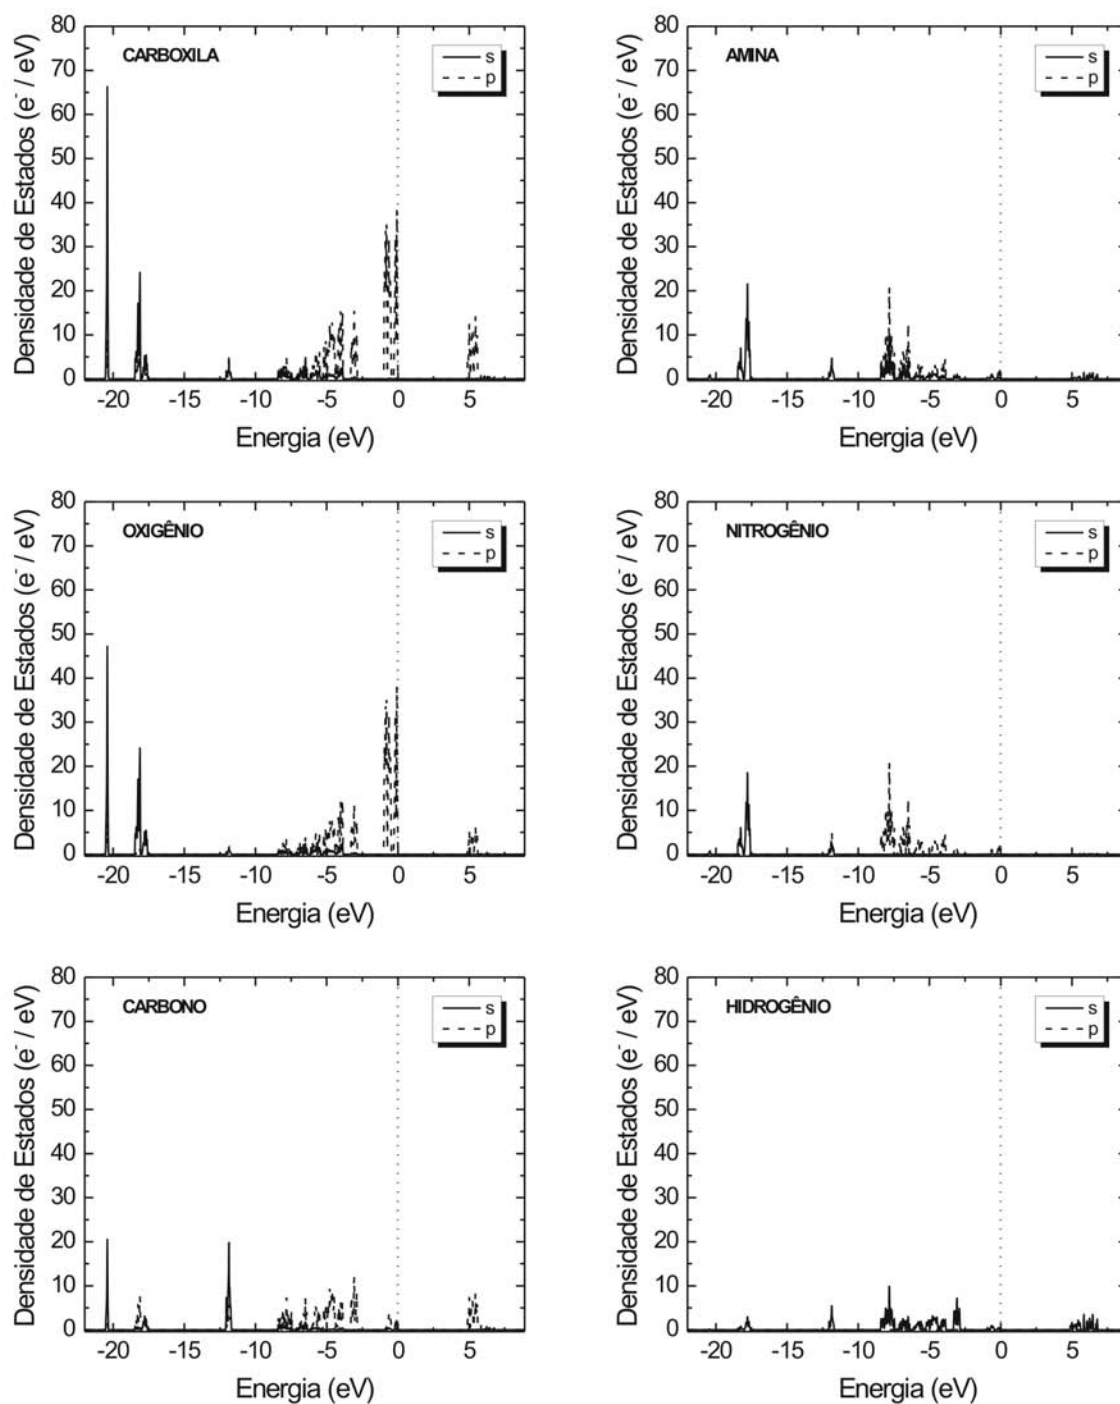 CARBOXILA
s
p
80
70
60
50
40
30
20
10
0
-20 -15 -10 -5 0 5
Energia (eV)
Densidade de Estados (e⁻ / eV)
AMINA
s
p
80
70
60
50
40
30
20
10
0
-20 -15 -10 -5 0 5
Energia (eV)
Densidade de Estados (e⁻ / eV)
OXIGÊNIO
s
p
80
70
60
50
40
30
20
10
0
-20 -15 -10 -5 0 5
Energia (eV)
Densidade de Estados (e⁻ / eV)
NITROGÊNIO
s
p
80
70
60
50
40
30
20
10
0
-20 -15 -10 -5 0 5
Energia (eV)
Densidade de Estados (e⁻ / eV)
CARBONO
s
p
80
70
60
50
40
30
20
10
0
-20 -15 -10 -5 0 5
Energia (eV)
Densidade de Estados (e⁻ / eV)
HIDROGÊNIO
s
p
80
70
60
50
40
30
20
10
0
-20 -15 -10 -5 0 5
Energia (eV)
Densidade de Estados (e⁻ / eV)